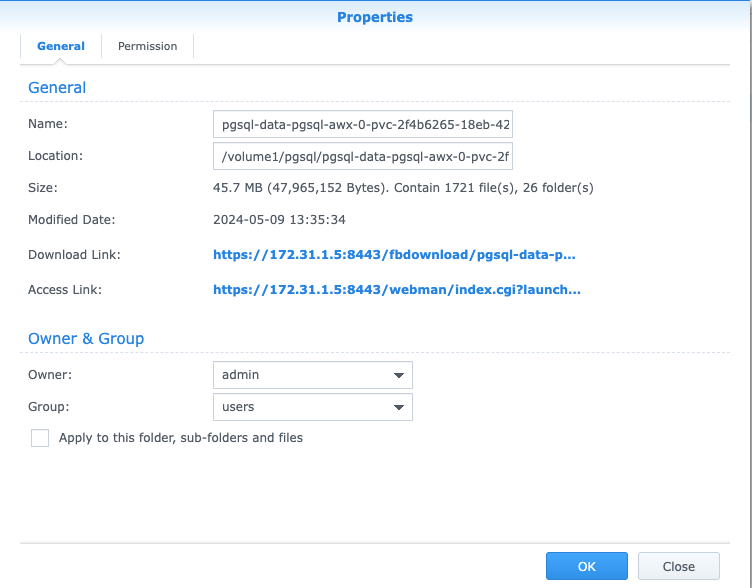 Properties
General
Permission
General
Name: pgsql-data-pgsql-awx-0-pvc-2f4b6265-18eb-42
Location: /volume1/pgsql/pgsql-data-pgsql-awx-0-pvc-2f
Size: 45.7 MB (47,965,152 Bytes). Contain 1721 file(s), 26 folder(s)
Modified Date: 2024-05-09 13:35:34
Download Link: https://172.31.1.5:8443/fbdownload/pgsql-data-p...
Access Link: https://172.31.1.5:8443/webman/index.cgi?launch...
Owner & Group
Owner: admin
Group: users
Apply to this folder, sub-folders and files
OK
Close